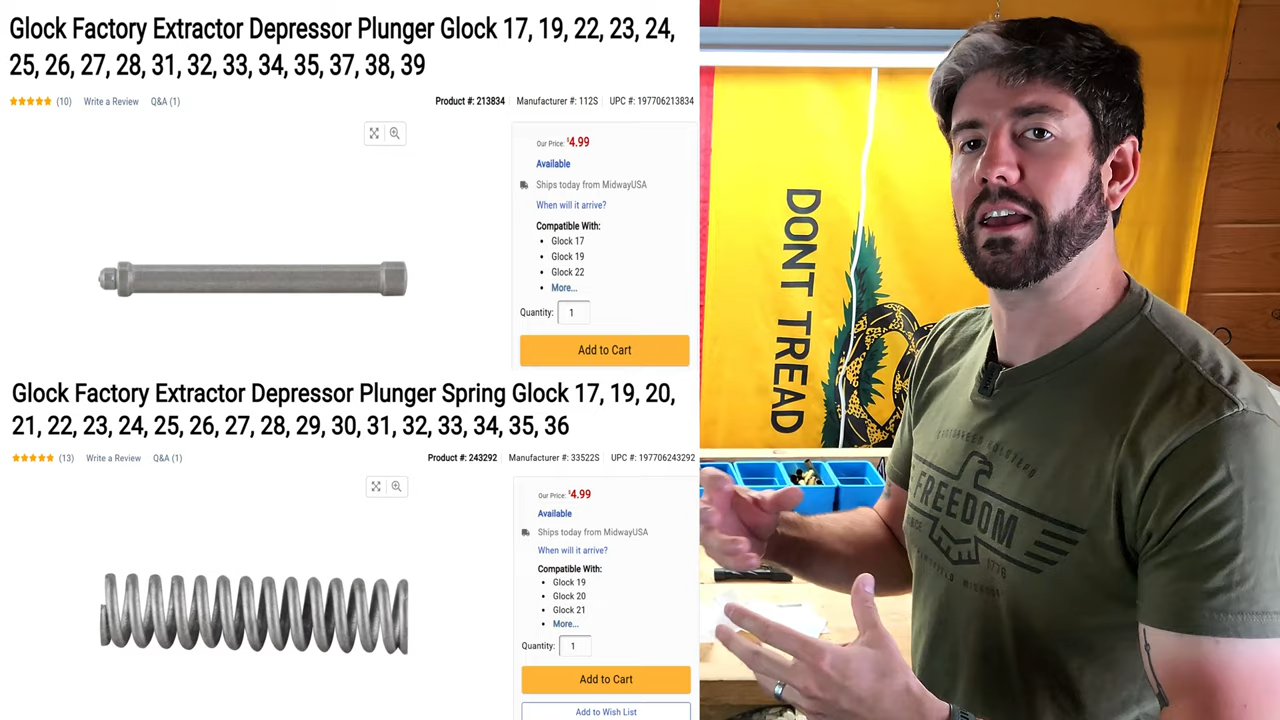 Glock Factory Extractor Depressor Plunger Glock 17, 19, 22, 23, 24,
25, 26, 27, 28, 31, 32, 33, 34, 35, 37, 38, 39
(10) Write a Review Q&A (1)
Product #: 213834 Manufacturer #: 112S UPC #: 197706213834
Our Price: $4.99
Available
Ships today from MidwayUSA
When will it arrive?
Compatible With:
• Glock 17
• Glock 19
• Glock 22
• More...
Quantity: 1
Add to Cart
Glock Factory Extractor Depressor Plunger Spring Glock 17, 19, 20,
21, 22, 23, 24, 25, 26, 27, 28, 29, 30, 31, 32, 33, 34, 35, 36
(13) Write a Review Q&A (1)
Product #: 243292 Manufacturer #: 33522S UPC #: 197706243292
Our Price: $4.99
Available
Ships today from MidwayUSA
When will it arrive?
Compatible With:
• Glock 19
• Glock 20
• Glock 21
• More...
Quantity: 1
Add to Cart
Add to Wish List
DONT TREAD
FREEDOM
1776